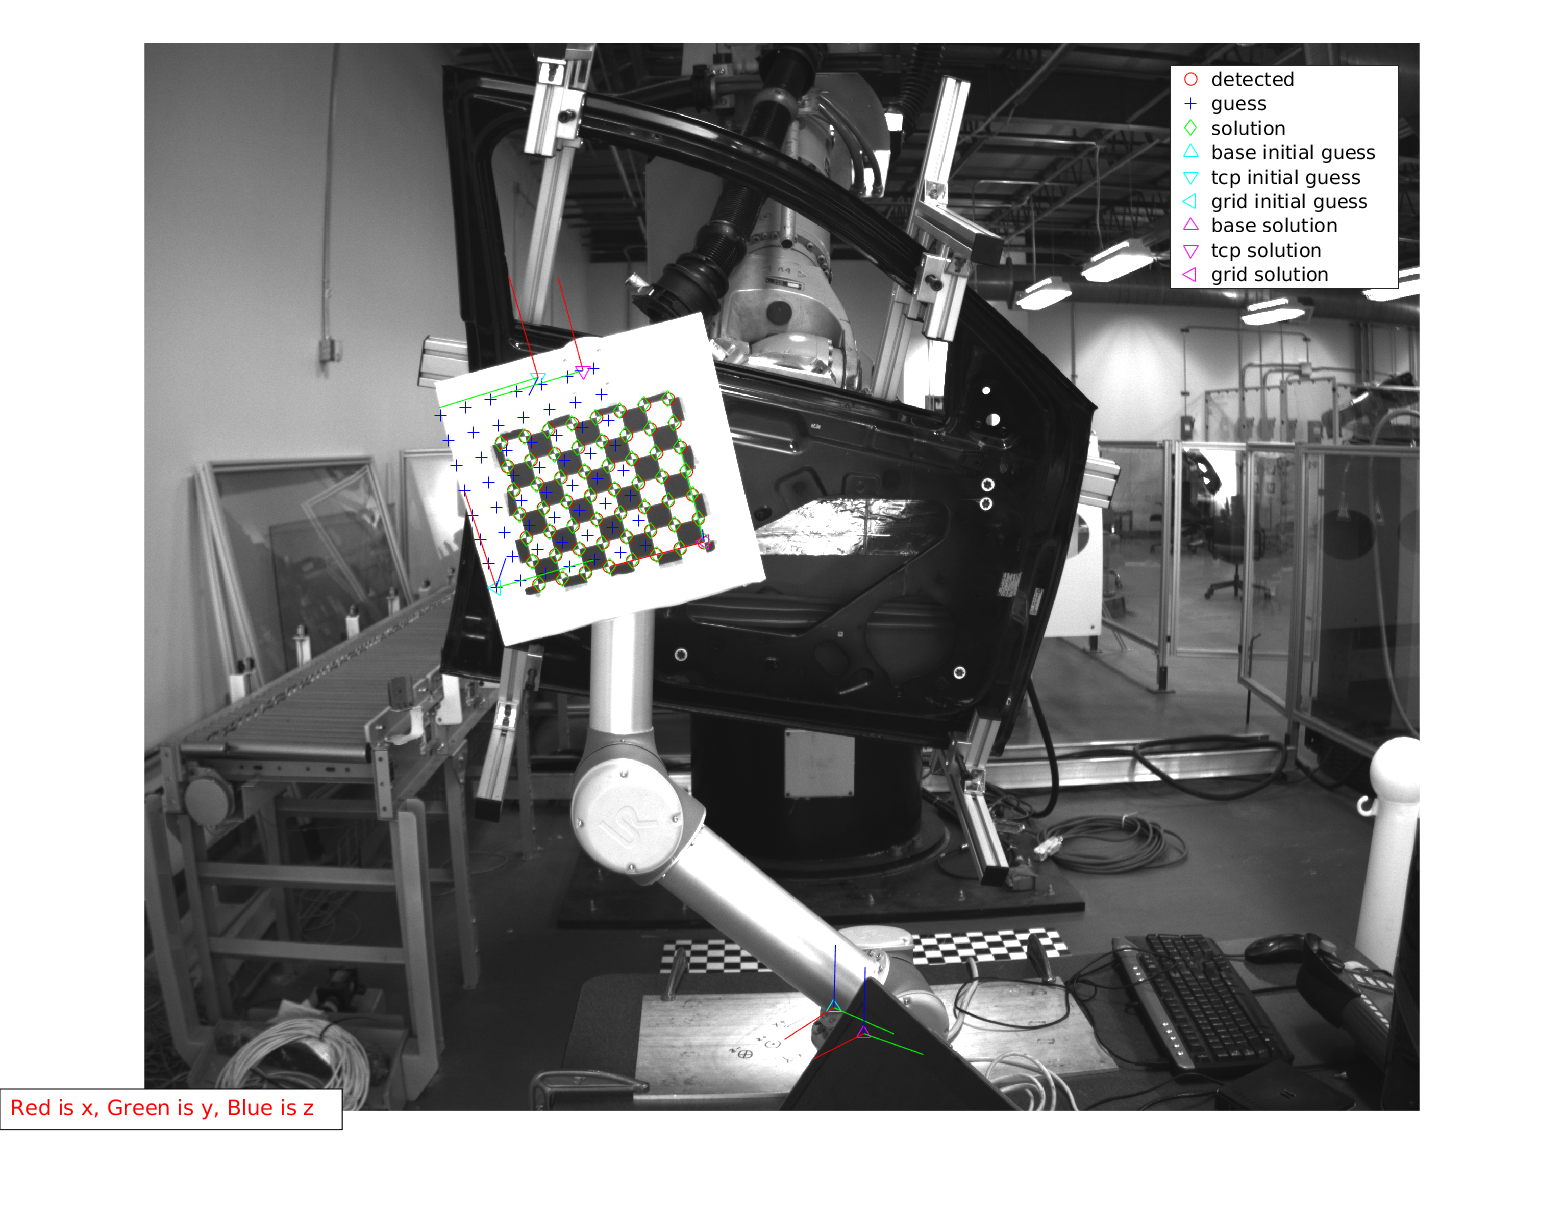 detected
guess
solution
base initial guess
tcp initial guess
grid initial guess
base solution
tcp solution
grid solution
Red is x, Green is y, Blue is z